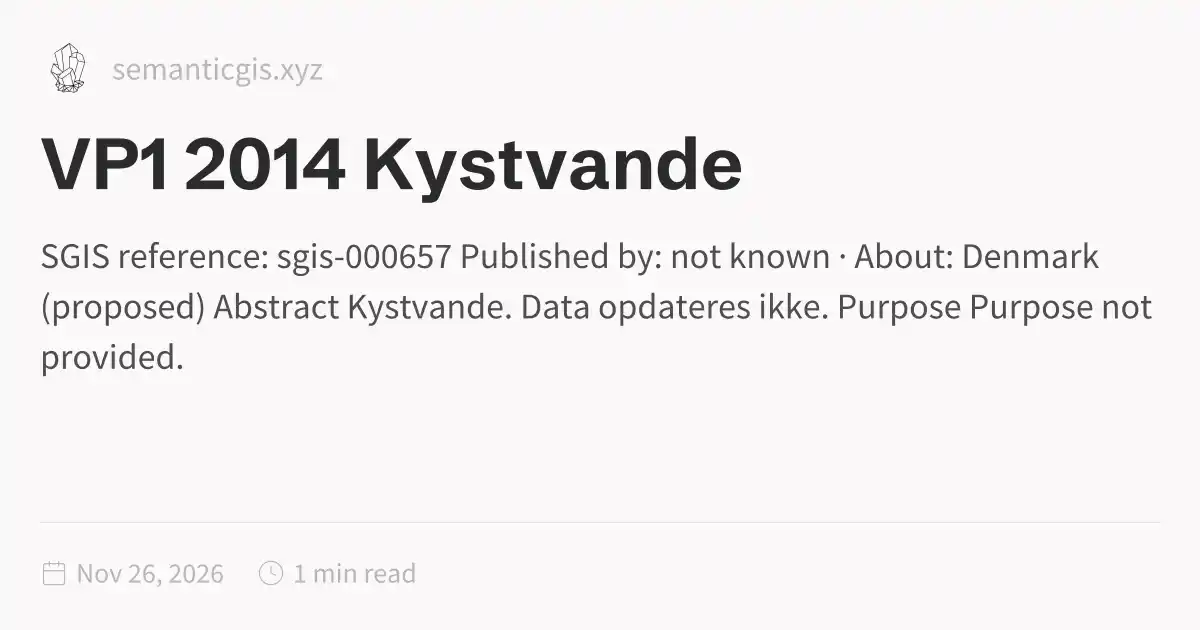 semanticgis.xyz
VP1 2014 Kystvande
SGIS reference: sgis-000657 Published by: not known · About: Denmark
(proposed) Abstract Kystvande. Data opdateres ikke. Purpose Purpose not
provided.
Nov 26, 2026 1 min read